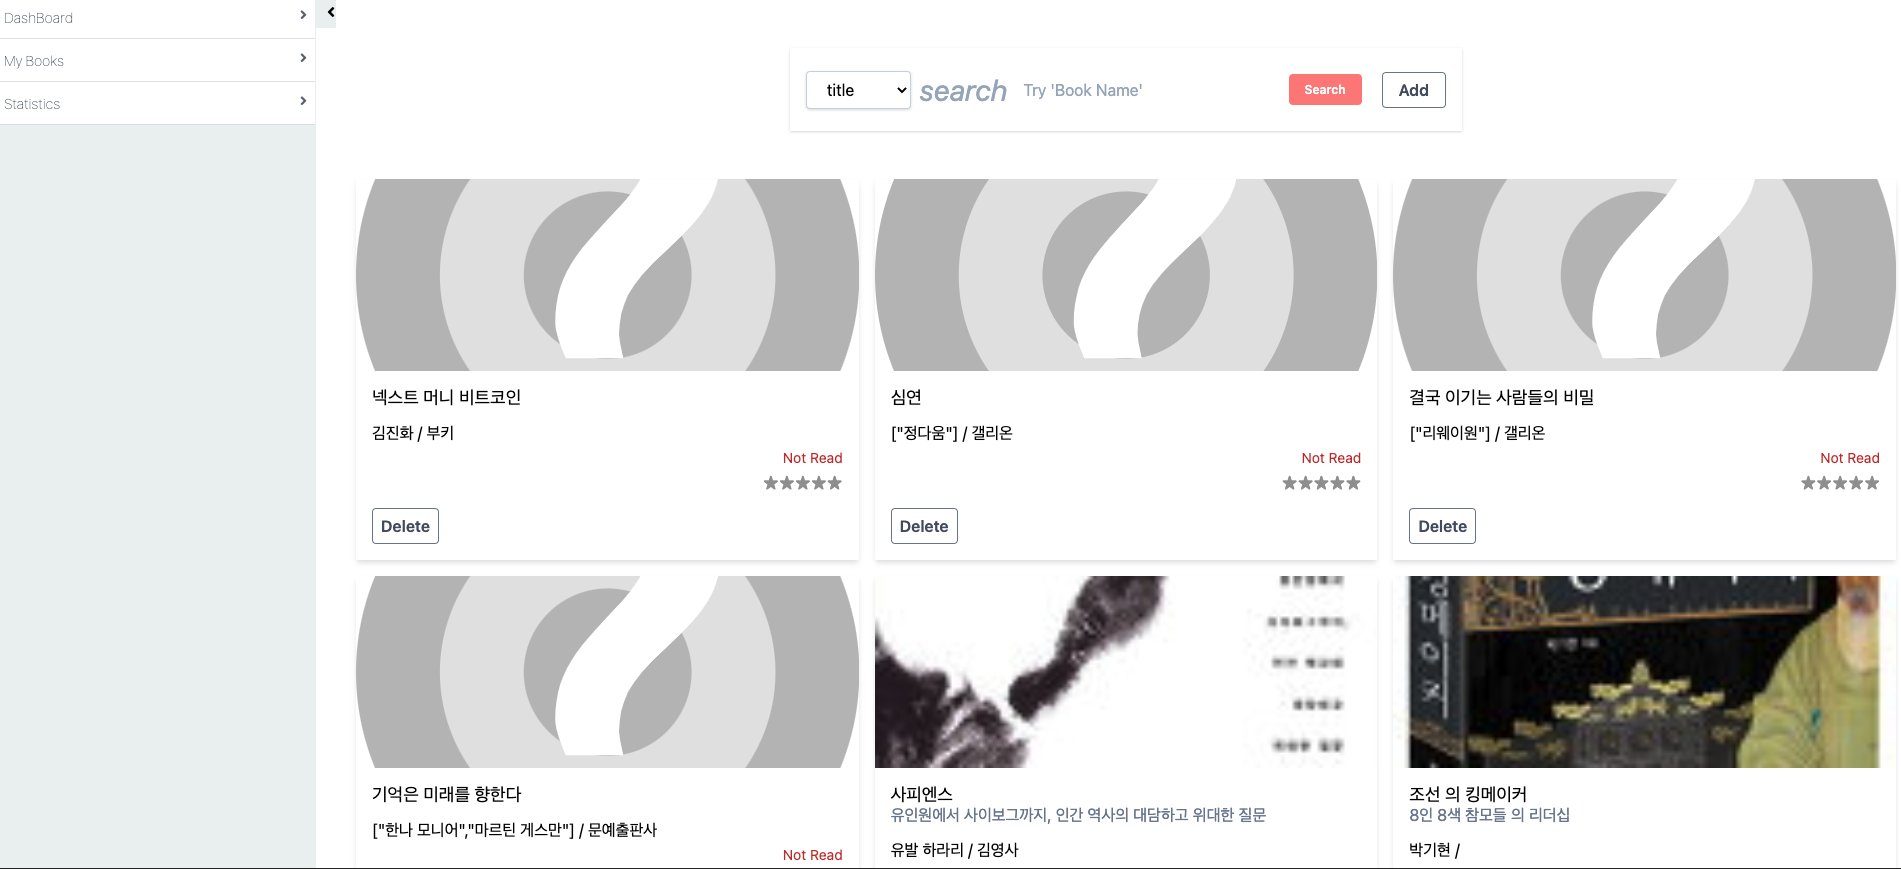 DashBoard
My Books
Statistics
title search Try 'Book Name' Search Add
넥스트 머니 비트코인
김진화 / 부키
Not Read
Delete
심연
["정다움"] / 갤리온
Not Read
Delete
결국 이기는 사람들의 비밀
["리웨이원"] / 갤리온
Not Read
Delete
기억은 미래를 향한다
["한나 모니어","마르틴 게스만"] / 문예출판사
Not Read
사피엔스
유인원에서 사이보그까지, 인간 역사의 대담하고 위대한 질문
유발 하라리 / 김영사
조선 의 킹메이커
8인 8색 참모들 의 리더십
박기현 /